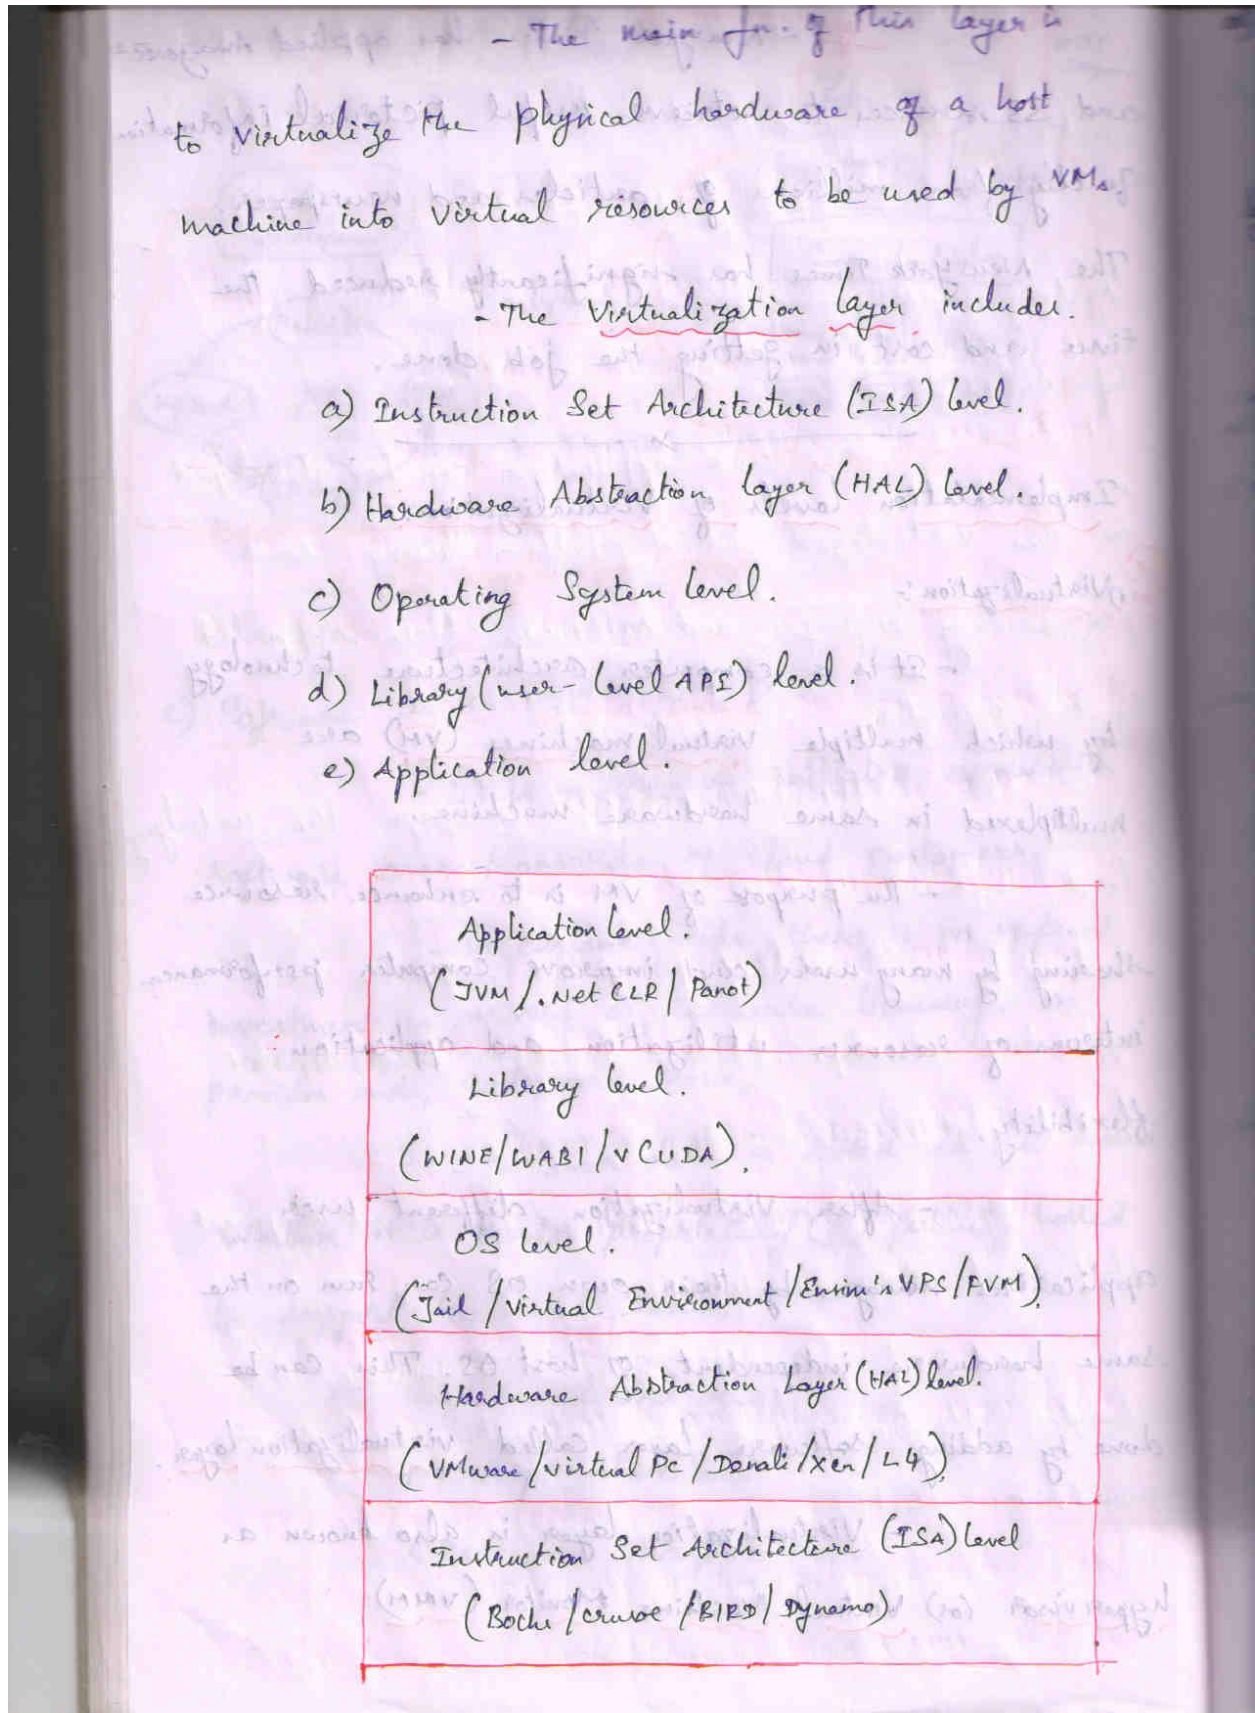 - The main fn. of this layer is
to virtualize the physical hardware of a host
machine into virtual resources to be used by VMs.
- The Virtualization layer includes.
a) Instruction Set Architecture (ISA) level.
b) Hardware Abstraction layer (HAL) level.
c) Operating System level.
d) Library (user-level API) level.
e) Application level.
Application level.
(JVM/.Net CLR/Panot)
Library level.
(WINE/WABI/vCUDA).
OS level.
(Jail/Virtual Environment/Ensim's VPS/FVM).
Hardware Abstraction Layer (HAL) level.
(VMware/Virtual PC/Denali/Xen/L4).
Instruction Set Architecture (ISA) level
(Bochs/crusoe/BIRD/Dynamo)